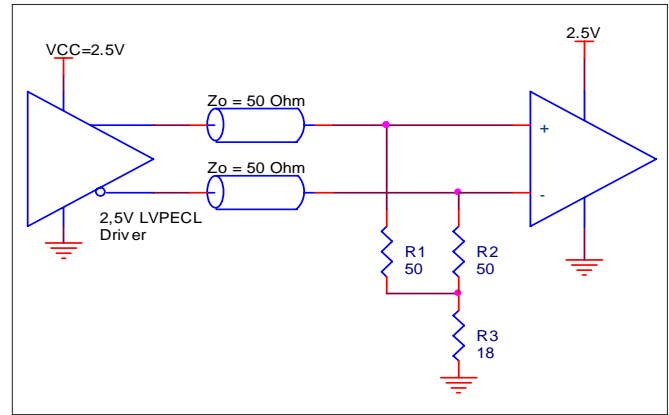 VCC=2.5V
2.5V
Zo = 50 Ohm
+
Zo = 50 Ohm
-
2,5V LVPECL
Driver
R1
50
R2
50
R3
18